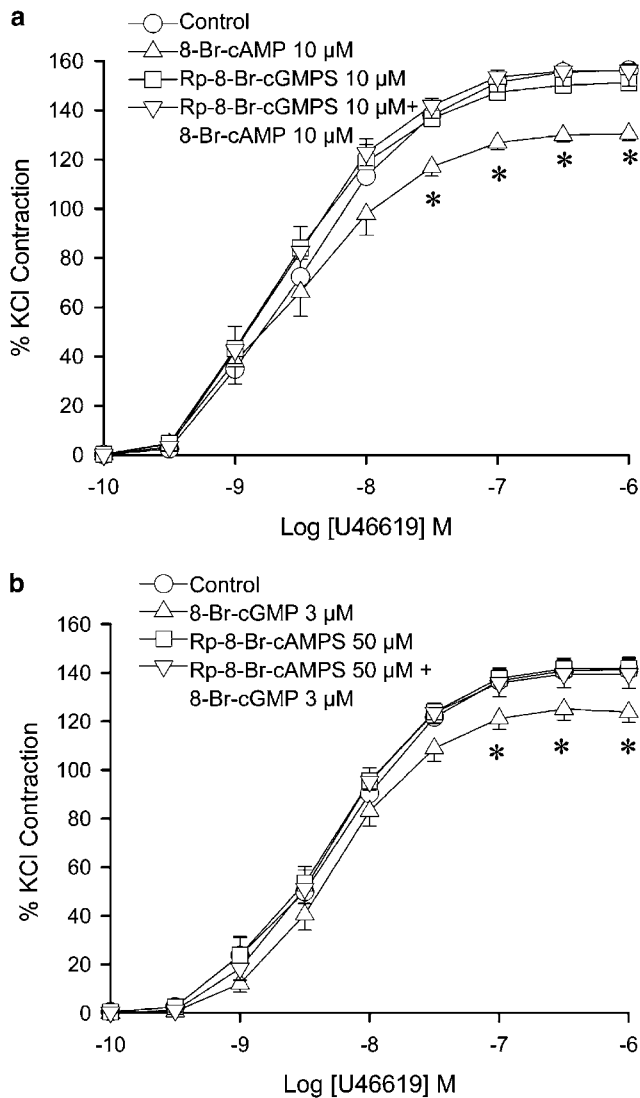 a
Control
8-Br-cAMP 10 μM
Rp-8-Br-cGMPS 10 μM
Rp-8-Br-cGMPS 10 μM+
8-Br-cAMP 10 μM
160
140
120
100
80
60
40
20
0
% KCl Contraction
* * * *
-10 -9 -8 -7 -6
Log [U46619] M
b
Control
8-Br-cGMP 3 μM
Rp-8-Br-cAMPS 50 μM
Rp-8-Br-cAMPS 50 μM +
8-Br-cGMP 3 μM
160
140
120
100
80
60
40
20
0
% KCl Contraction
* * *
-10 -9 -8 -7 -6
Log [U46619] M